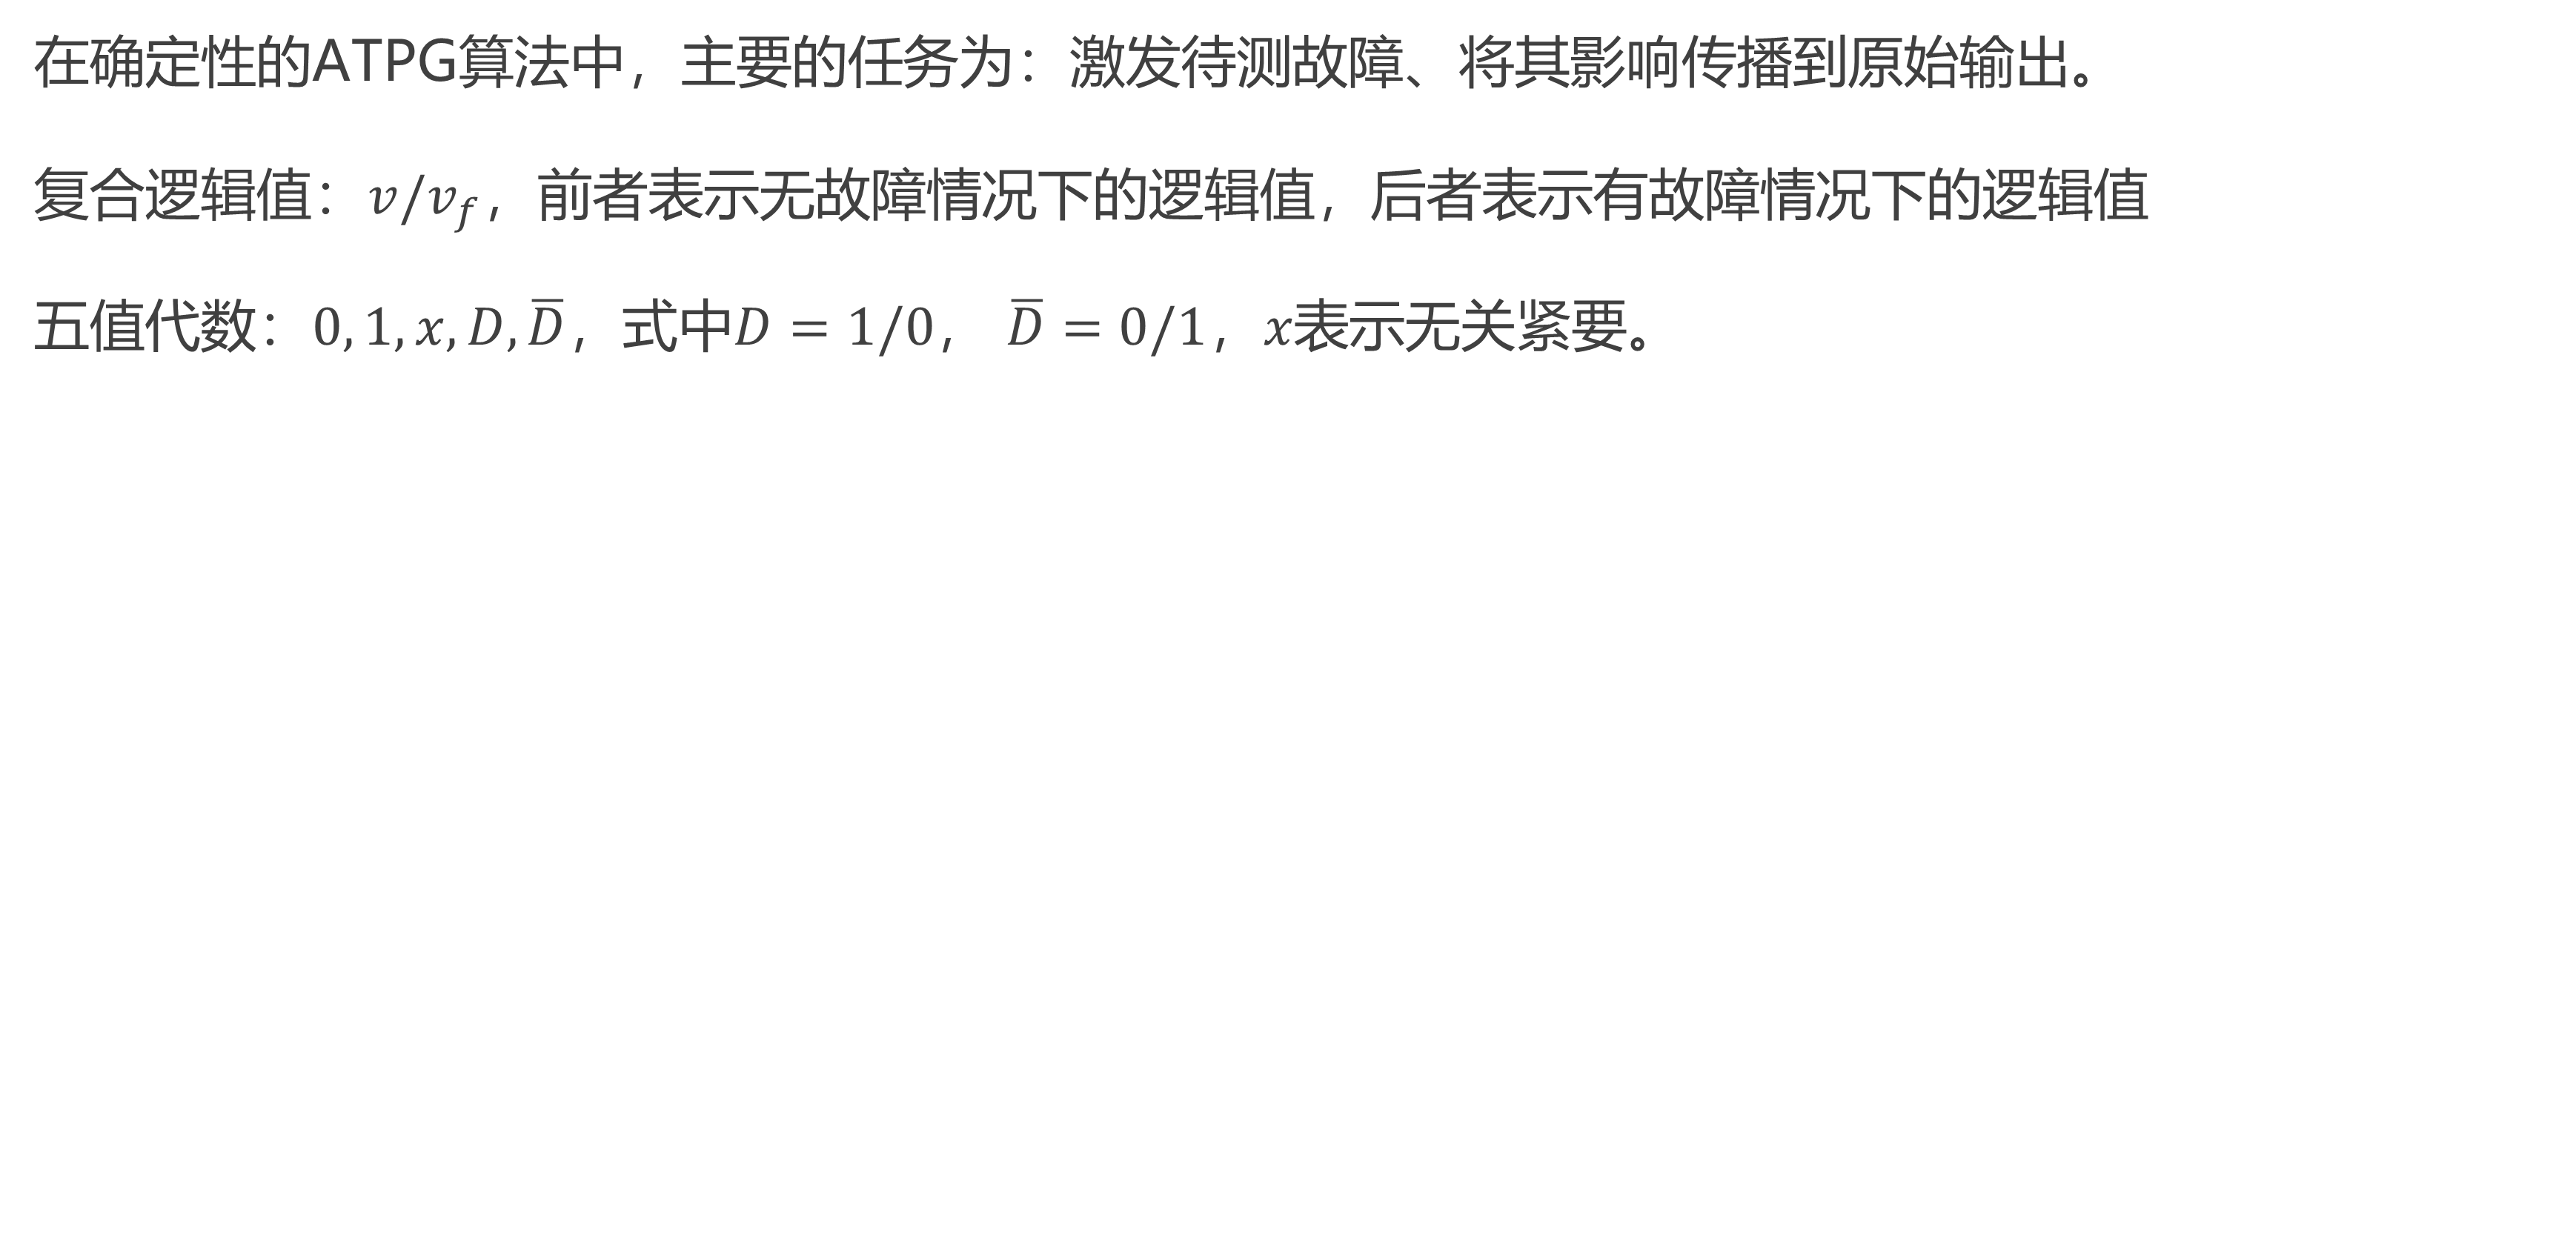 在确定性的ATPG算法中，主要的任务为：激发待测故障、将其影响传播到原始输出。
复合逻辑值：$v/v_f$，前者表示无故障情况下的逻辑值，后者表示有故障情况下的逻辑值
五值代数：$0, 1, x, D, \overline{D}$，式中$D = 1/0$， $\overline{D} = 0/1$，$x$表示无关紧要。